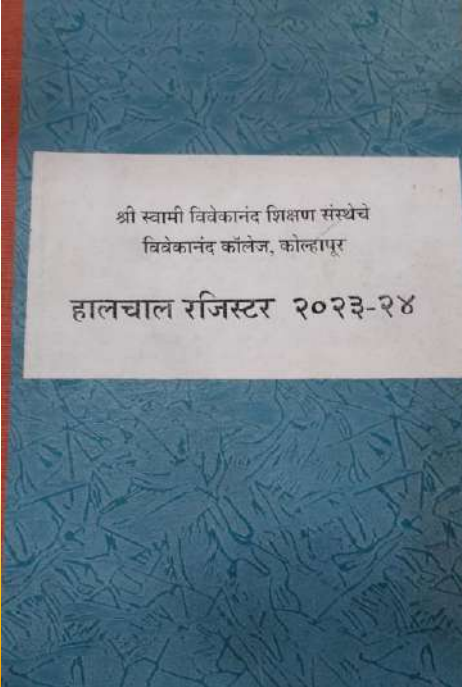 श्री स्वामी विवेकानंद शिक्षण संस्थेचे
विवेकानंद कॉलेज, कोल्हापूर
हालचाल रजिस्टर २०२३-२४